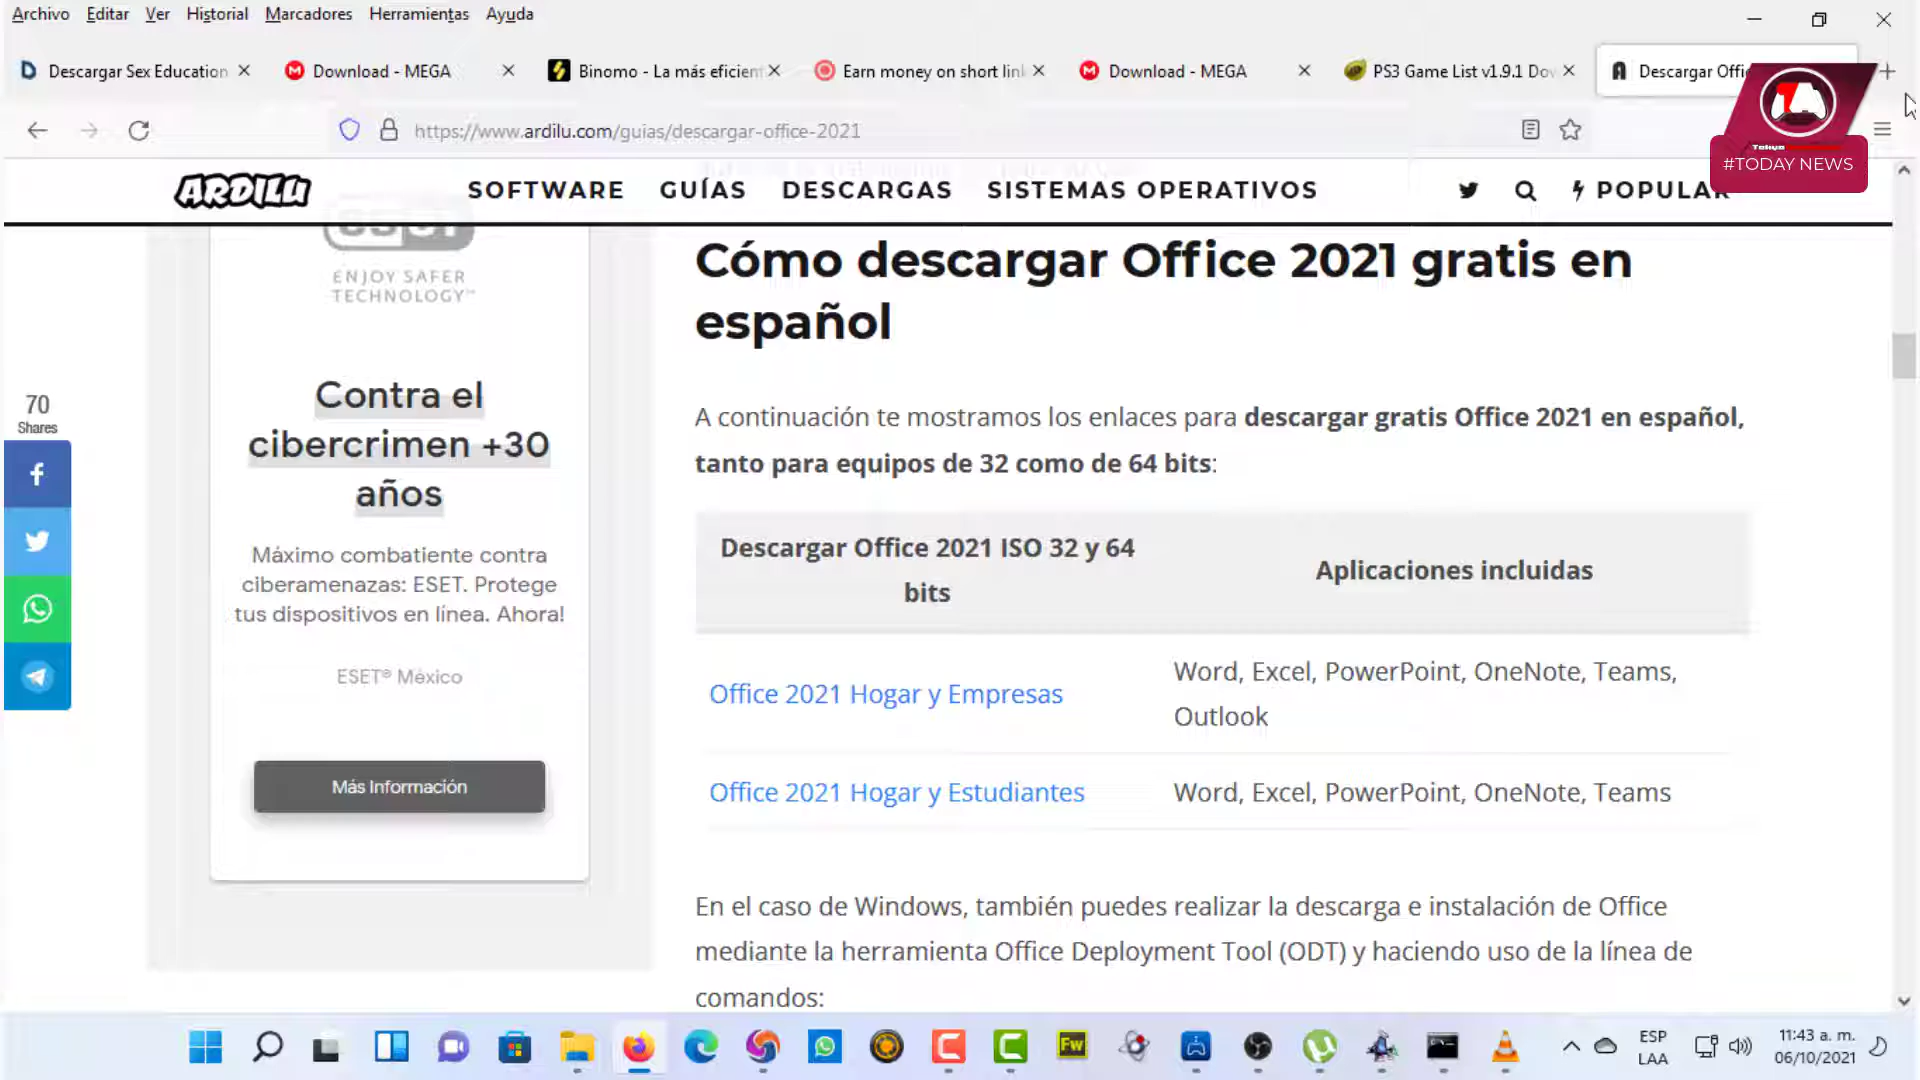 Archivo Editar Ver Historial Marcadores Herramientas Ayuda
Descargar Sex Education
Download - MEGA
Binomo - La más eficien
Earn money on short link
Download - MEGA
PS3 Game List v1.9.1 Dov
Descargar Offi
https://www.ardilu.com/guias/descargar-office-2021
#TODAY NEWS
ARDILU
SOFTWARE GUÍAS DESCARGAS SISTEMAS OPERATIVOS
POPULAR
eset
ENJOY SAFER
TECHNOLOGY™
Contra el
cibercrimen +30
años
Máximo combatiente contra
ciberamenazas: ESET. Protege
tus dispositivos en línea. Ahora!
ESET® México
Más Información
70
Shares
Cómo descargar Office 2021 gratis en
español
A continuación te mostramos los enlaces para descargar gratis Office 2021 en español,
tanto para equipos de 32 como de 64 bits:
Descargar Office 2021 ISO 32 y 64
bits
Aplicaciones incluidas
Office 2021 Hogar y Empresas
Word, Excel, PowerPoint, OneNote, Teams,
Outlook
Office 2021 Hogar y Estudiantes
Word, Excel, PowerPoint, OneNote, Teams
En el caso de Windows, también puedes realizar la descarga e instalación de Office
mediante la herramienta Office Deployment Tool (ODT) y haciendo uso de la línea de
comandos:
Fw
ESP
LAA
11:43 a. m.
06/10/2021